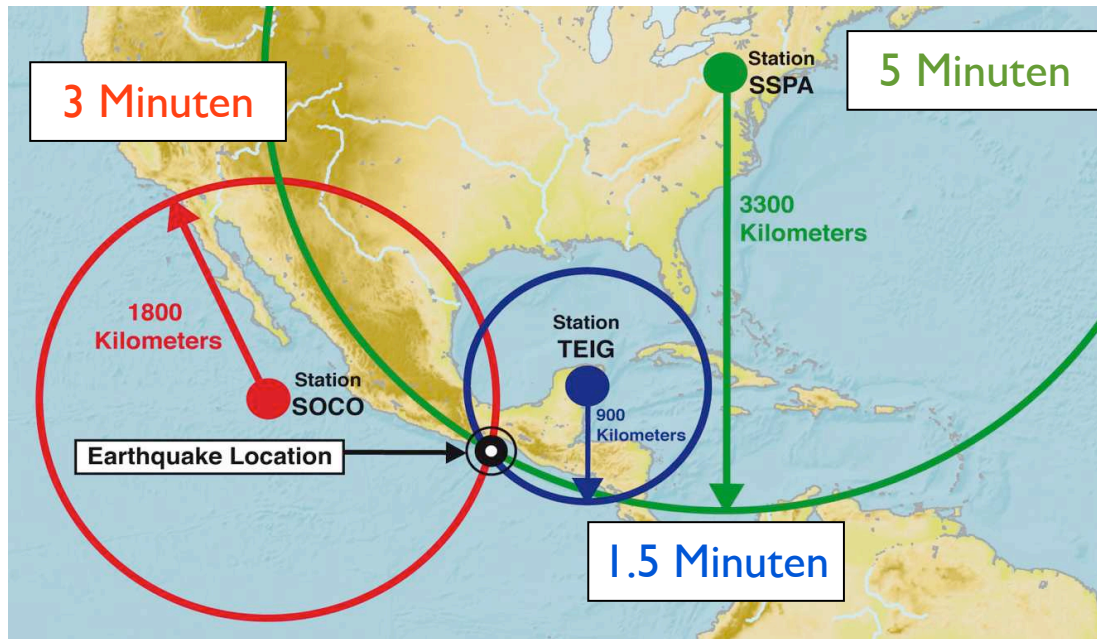 3 Minuten
Station
SSPA
5 Minuten
3300
Kilometers
1800
Kilometers
Station
SOCO
Station
TEIG
900
Kilometers
Earthquake Location
1.5 Minuten